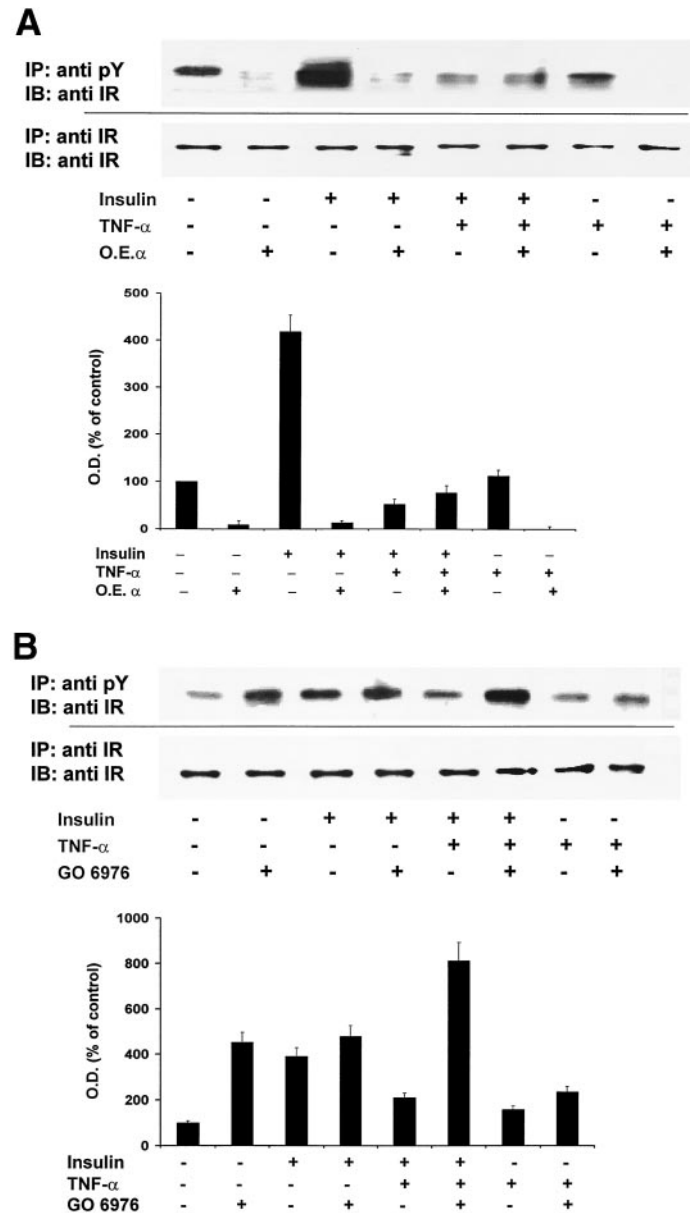 A
IP: anti pY
IB: anti IR
IP: anti IR
IB: anti IR
Insulin - - + + + + - -
TNF-α - - - - + + + +
O.E.α - + - + - + - +
500
400
300
200
100
0
O.D. (% of control)
Insulin – – + + + + – –
TNF-α – – – – + + + +
O.E. α – + – + – + – +
B
IP: anti pY
IB: anti IR
IP: anti IR
IB: anti IR
Insulin - - + + + + - -
TNF-α - - - - + + + +
GO 6976 - + - + - + - +
1000
800
600
400
200
0
O.D. (% of control)
Insulin - - + + + + - -
TNF-α - - - - + + + +
GO 6976 - + - + - + - +